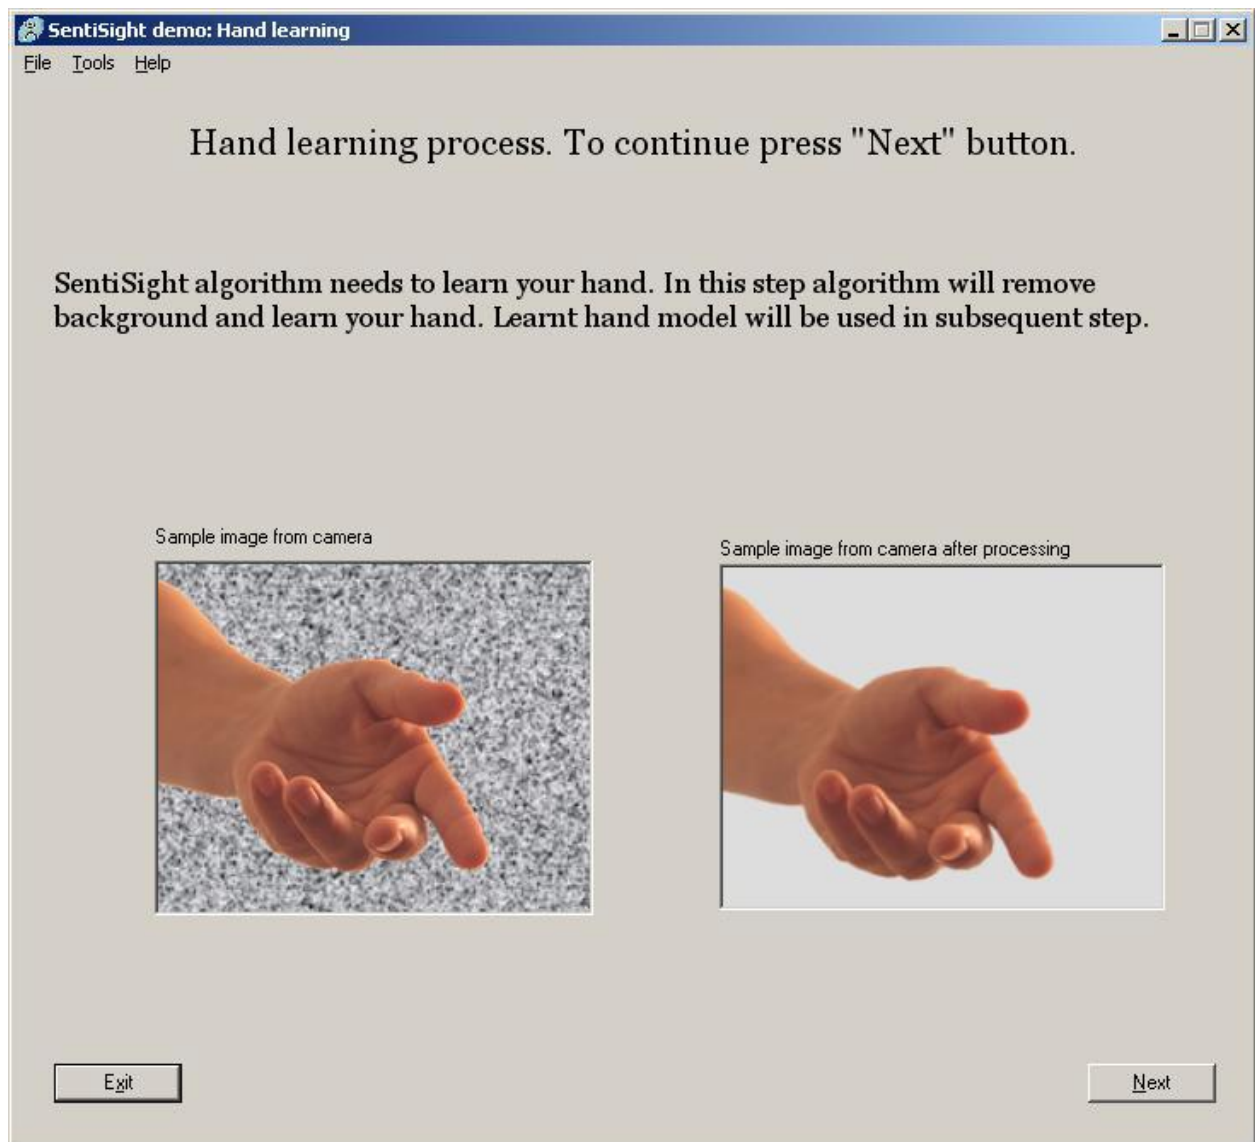 SentiSight demo: Hand learning
File Tools Help
Hand learning process. To continue press "Next" button.
SentiSight algorithm needs to learn your hand. In this step algorithm will remove
background and learn your hand. Learnt hand model will be used in subsequent step.
Sample image from camera
Sample image from camera after processing
Exit
Next